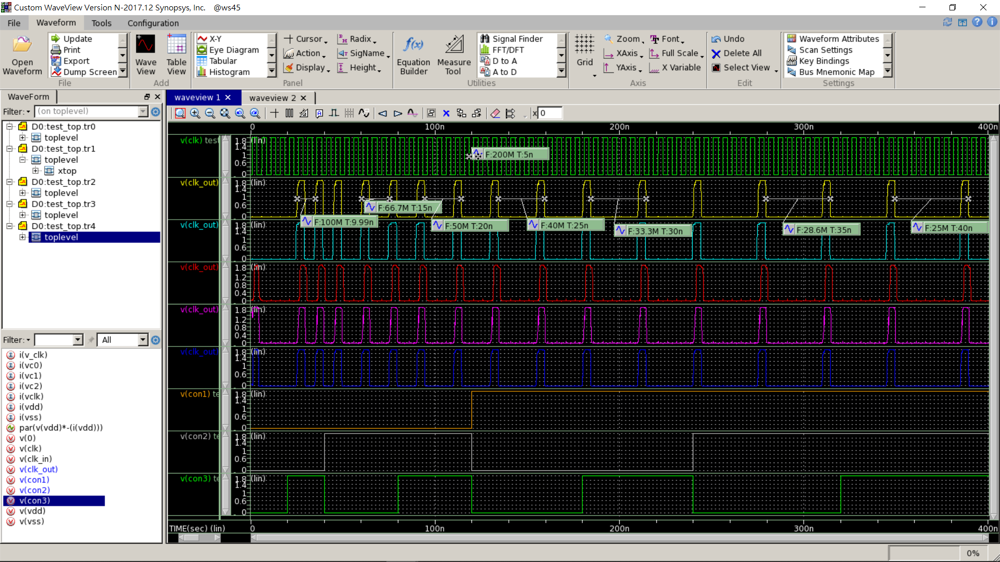 Custom WaveView Version N-2017.12 Synopsys, Inc.    @ws45
File Waveform Tools Configuration
Open Waveform
Update
Print
Export
Dump Screen
File
Wave View
Table View
Add
X-Y
Eye Diagram
Tabular
Histogram
Cursor
Action
Display
Radix
SigName
Height
Panel
Equation Builder
Measure Tool
Signal Finder
FFT/DFT
D to A
A to D
Utilities
Grid
Zoom
XAxis
YAxis
Font
Full Scale
X Variable
Axis
Undo
Delete All
Select View
Edit
Waveform Attributes
Scan Settings
Key Bindings
Bus Mnemonic Map
Settings
WaveForm
Filter: (on toplevel)
D0:test_top.tr0
toplevel
D0:test_top.tr1
toplevel
xtop
D0:test_top.tr2
toplevel
D0:test_top.tr3
toplevel
D0:test_top.tr4
toplevel
Filter: All
i(v_clk)
i(vc0)
i(vc1)
i(vc2)
i(vclk)
i(vdd)
i(vss)
par(v(vdd)*-(i(vdd)))
v(0)
v(clk)
v(clk_in)
v(clk_out)
v(con1)
v(con2)
v(con3)
v(vdd)
v(vss)
waveview 1 waveview 2
x 0
0 100n 200n 300n 400n
v(clk) test
1.8 (lin)
1.4
1
0.6
0
F:200M T:5n
v(clk_out)
1.8 (lin)
1.4
1
0.6
0
F:100M T:9.99n
F:66.7M T:15n
F:50M T:20n
F:40M T:25n
F:33.3M T:30n
F:28.6M T:35n
F:25M T:40n
v(clk_out)
1.8 (lin)
1.4
1
0.6
0
v(clk_out)
1.8 (lin)
1.2
0.8
0.4
0
v(clk_out)
1.8 (lin)
1.2
0.8
0.4
0
v(clk_out)
1.8 (lin)
1.4
1
0.6
0
v(con1) te
1.8 (lin)
1.4
1
0.6
0
v(con2) te
1.8 (lin)
1.4
1
0.6
0
v(con3) te
1.8 (lin)
1.4
1
0.6
0
TIME(sec) (lin) 0 100n 200n 300n 400n
0%